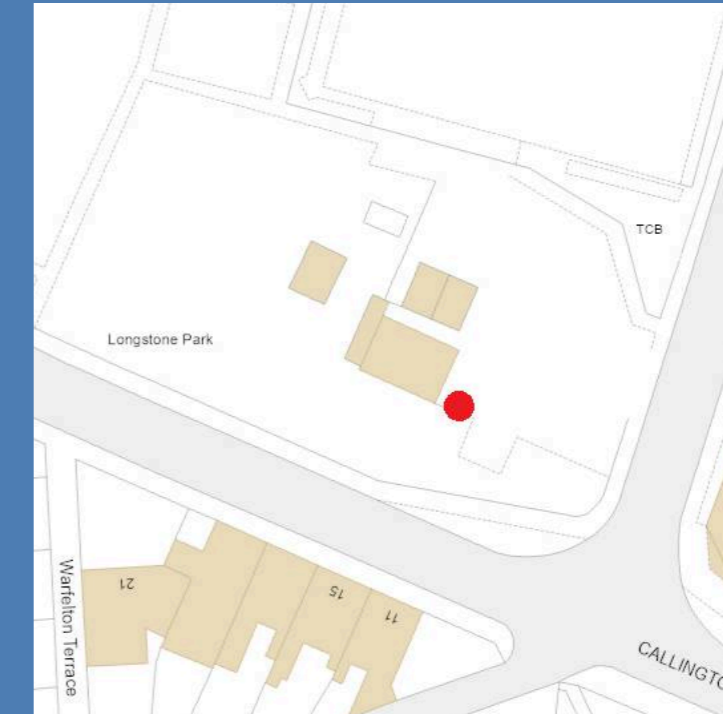 TCB
Longstone Park
Warfelton Terrace
21
15
11
CALLINGTO